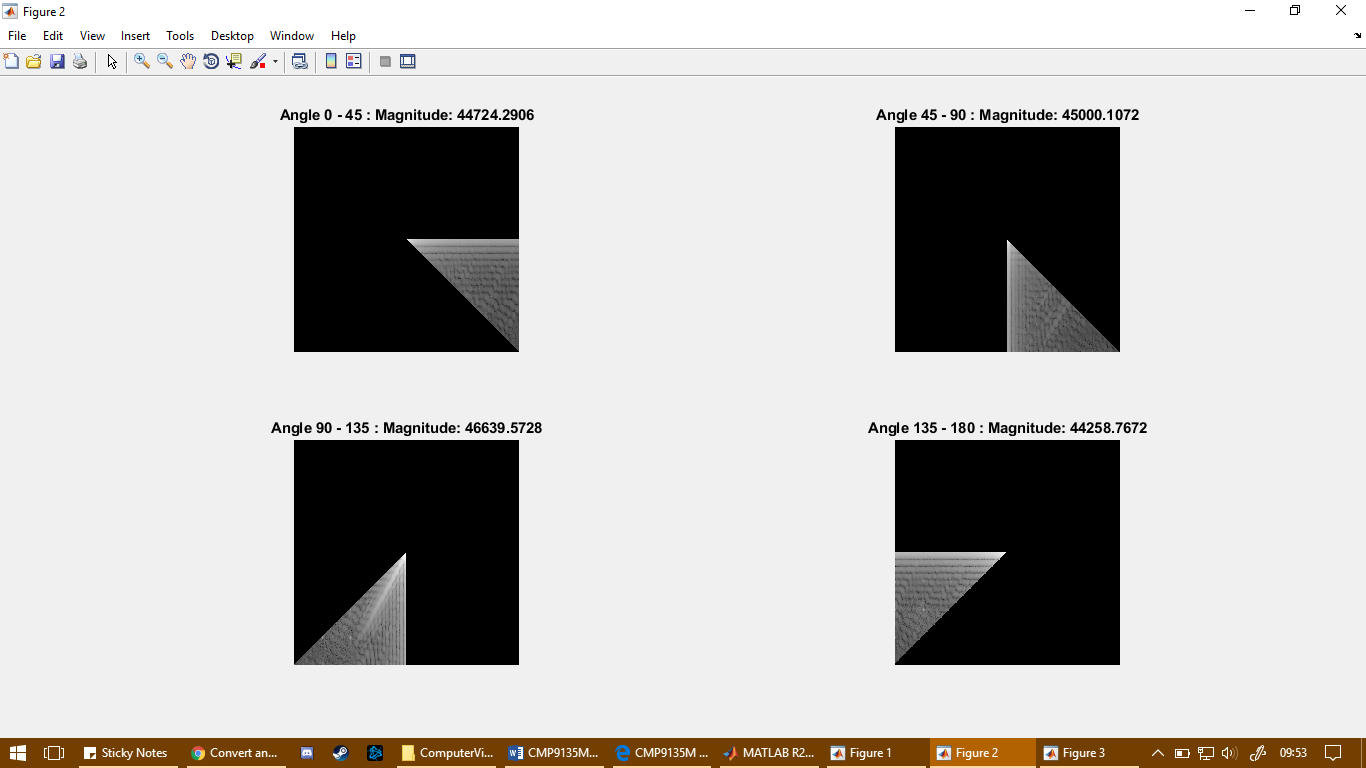 Figure 2
File Edit View Insert Tools Desktop Window Help
Angle 0 - 45 : Magnitude: 44724.2906
Angle 45 - 90 : Magnitude: 45000.1072
Angle 90 - 135 : Magnitude: 46639.5728
Angle 135 - 180 : Magnitude: 44258.7672
Sticky Notes Convert an... ComputerVi... CMP9135M... CMP9135M ... MATLAB R2... Figure 1 Figure 2 Figure 3 09:53